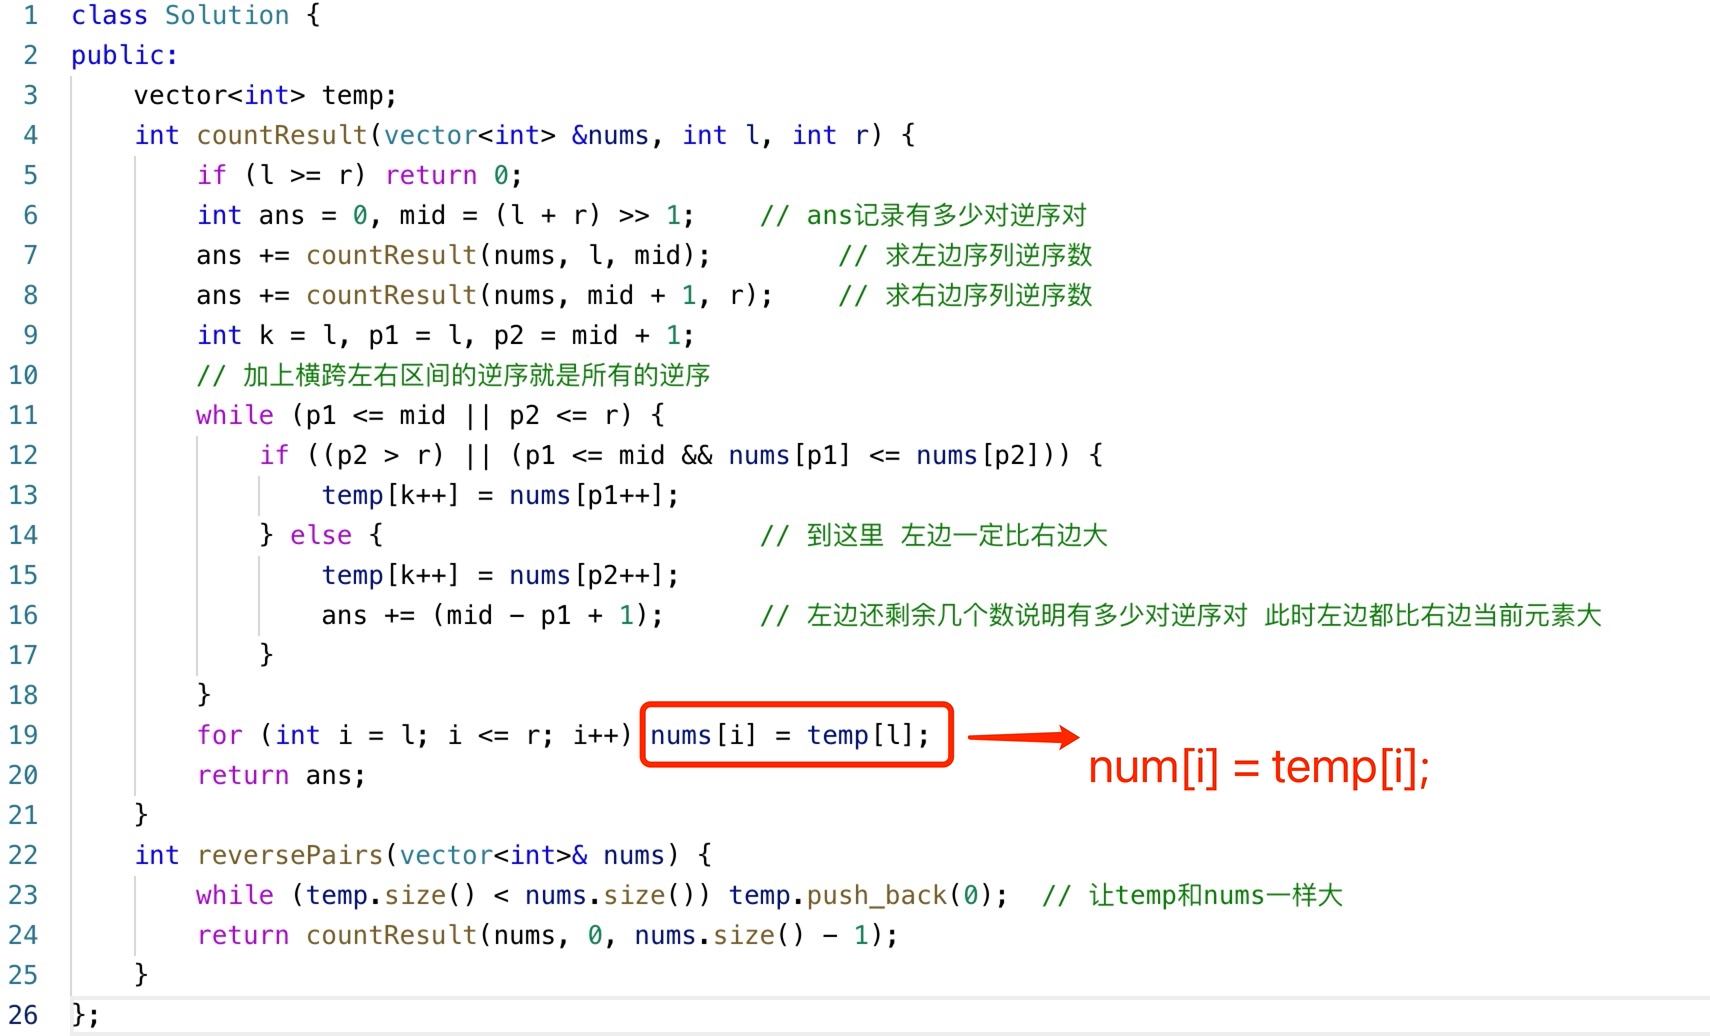 1 class Solution {
2 public:
3     vector<int> temp;
4     int countResult(vector<int> &nums, int l, int r) {
5         if (l >= r) return 0;
6         int ans = 0, mid = (l + r) >> 1;    // ans记录有多少对逆序对
7         ans += countResult(nums, l, mid);        // 求左边序列逆序数
8         ans += countResult(nums, mid + 1, r);    // 求右边序列逆序数
9         int k = l, p1 = l, p2 = mid + 1;
10         // 加上横跨左右区间的逆序就是所有的逆序
11         while (p1 <= mid || p2 <= r) {
12             if ((p2 > r) || (p1 <= mid && nums[p1] <= nums[p2])) {
13                 temp[k++] = nums[p1++];
14             } else {                        // 到这里 左边一定比右边大
15                 temp[k++] = nums[p2++];
16                 ans += (mid - p1 + 1);      // 左边还剩余几个数说明有多少对逆序对 此时左边都比右边当前元素大
17             }
18         }
19         for (int i = l; i <= r; i++) nums[i] = temp[l];
num[i] = temp[i];
20         return ans;
21     }
22     int reversePairs(vector<int>& nums) {
23         while (temp.size() < nums.size()) temp.push_back(0);  // 让temp和nums一样大
24         return countResult(nums, 0, nums.size() - 1);
25     }
26 };